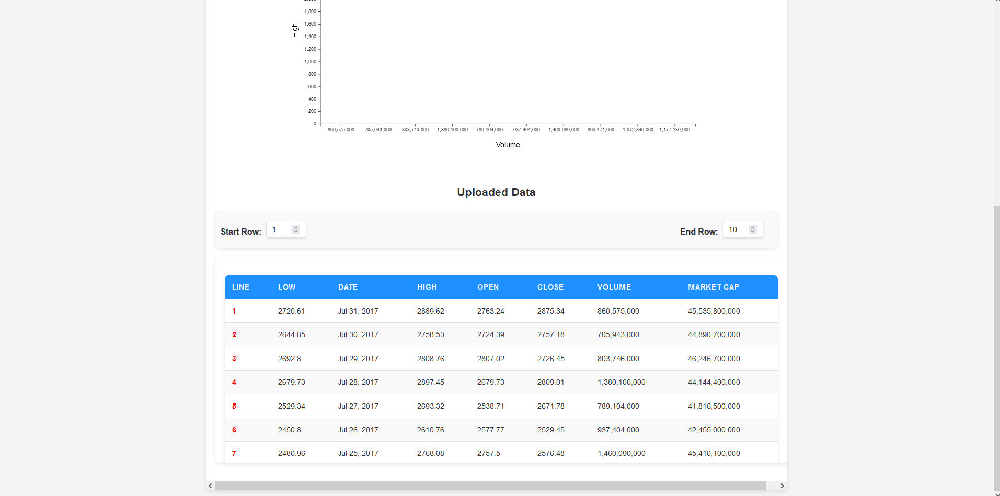 1,800
High
1,600
1,400
1,200
1,000
800
600
400
200
0
860,575,000 705,943,000 803,746,000 1,380,100,000 789,104,000 937,404,000 1,460,090,000 866,474,000 1,072,840,000 1,177,130,000
Volume
Uploaded Data
Start Row: 1 End Row: 10
LINE LOW DATE HIGH OPEN CLOSE VOLUME MARKET CAP
1 2720.61 Jul 31, 2017 2889.62 2763.24 2875.34 860,575,000 45,535,800,000
2 2644.85 Jul 30, 2017 2758.53 2724.39 2757.18 705,943,000 44,890,700,000
3 2692.8 Jul 29, 2017 2808.76 2807.02 2726.45 803,746,000 46,246,700,000
4 2679.73 Jul 28, 2017 2897.45 2679.73 2809.01 1,380,100,000 44,144,400,000
5 2529.34 Jul 27, 2017 2693.32 2538.71 2671.78 789,104,000 41,816,500,000
6 2450.8 Jul 26, 2017 2610.76 2577.77 2529.45 937,404,000 42,455,000,000
7 2480.96 Jul 25, 2017 2768.08 2757.5 2576.48 1,460,090,000 45,410,100,000